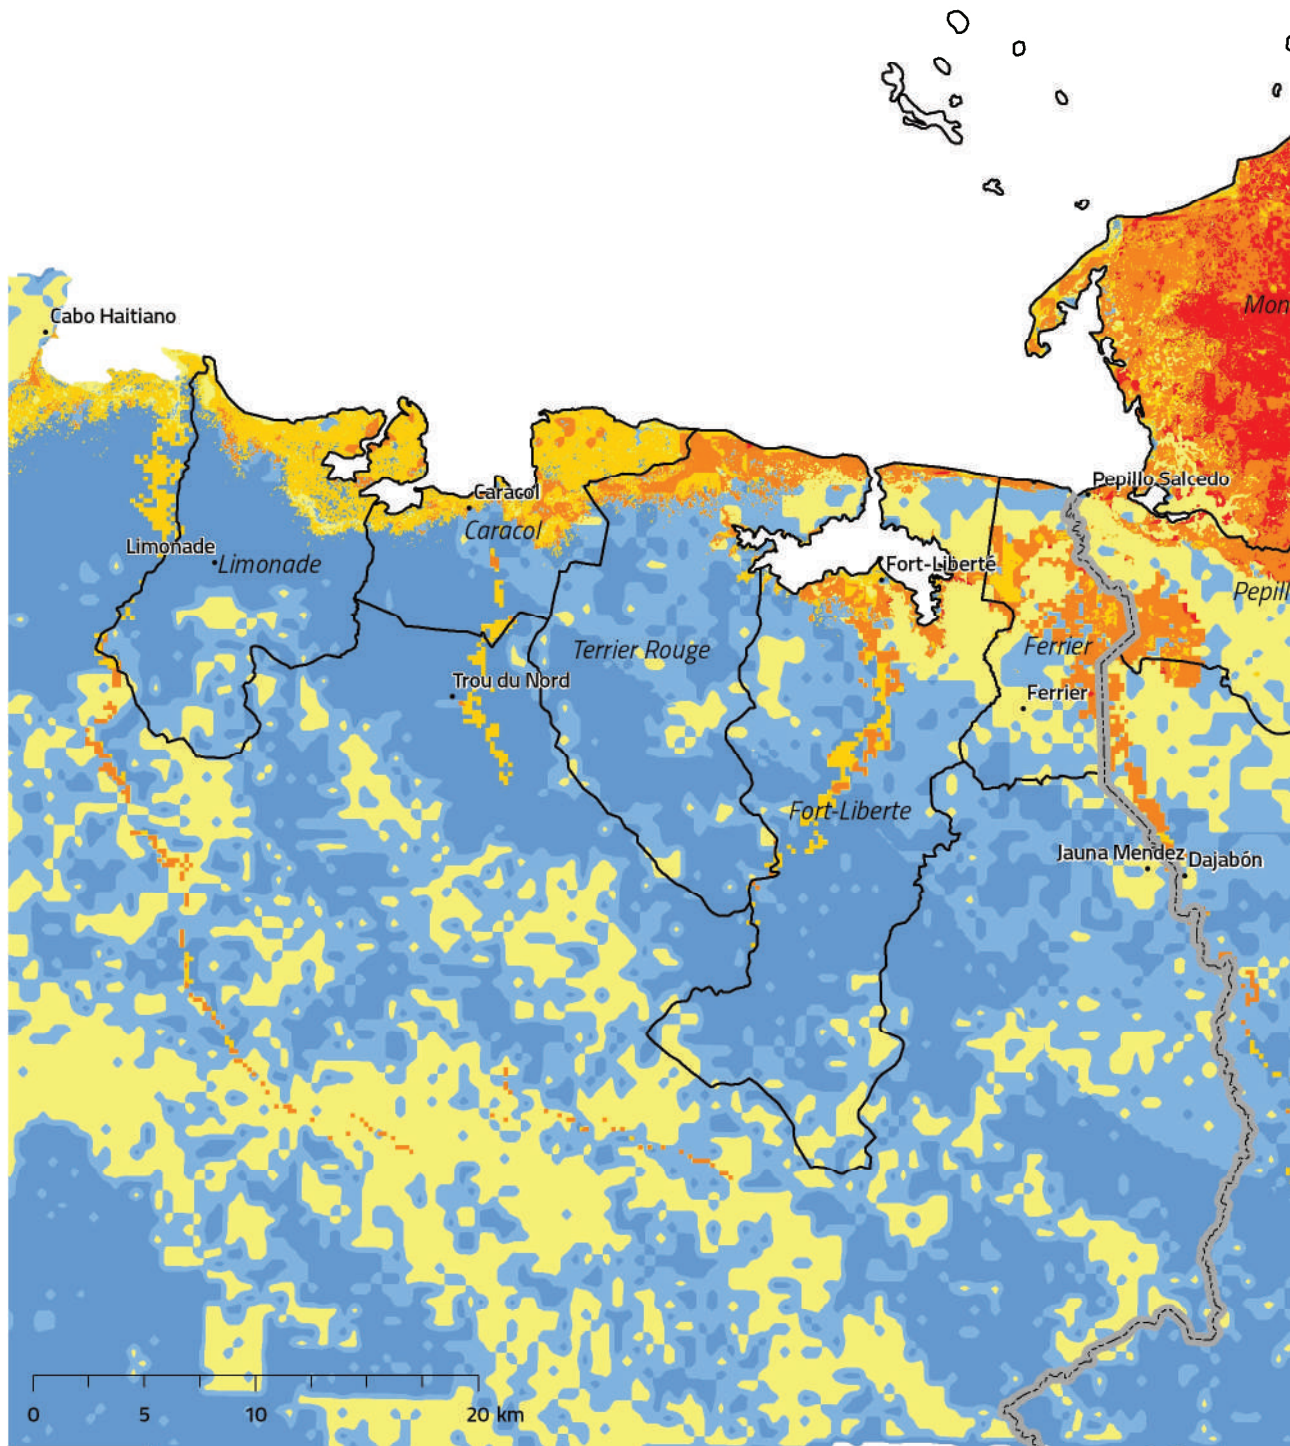 Mon
Cabo Haitiano
Pepillo Salcedo
Caracol
Caracol
Limonade
Limonade
Fort-Liberté
Pepill
Ferrier
Terrier Rouge
Trou du Nord
Ferrier
Fort-Liberte
Jauna Mendez
Dajabón
0 5 10 20 km